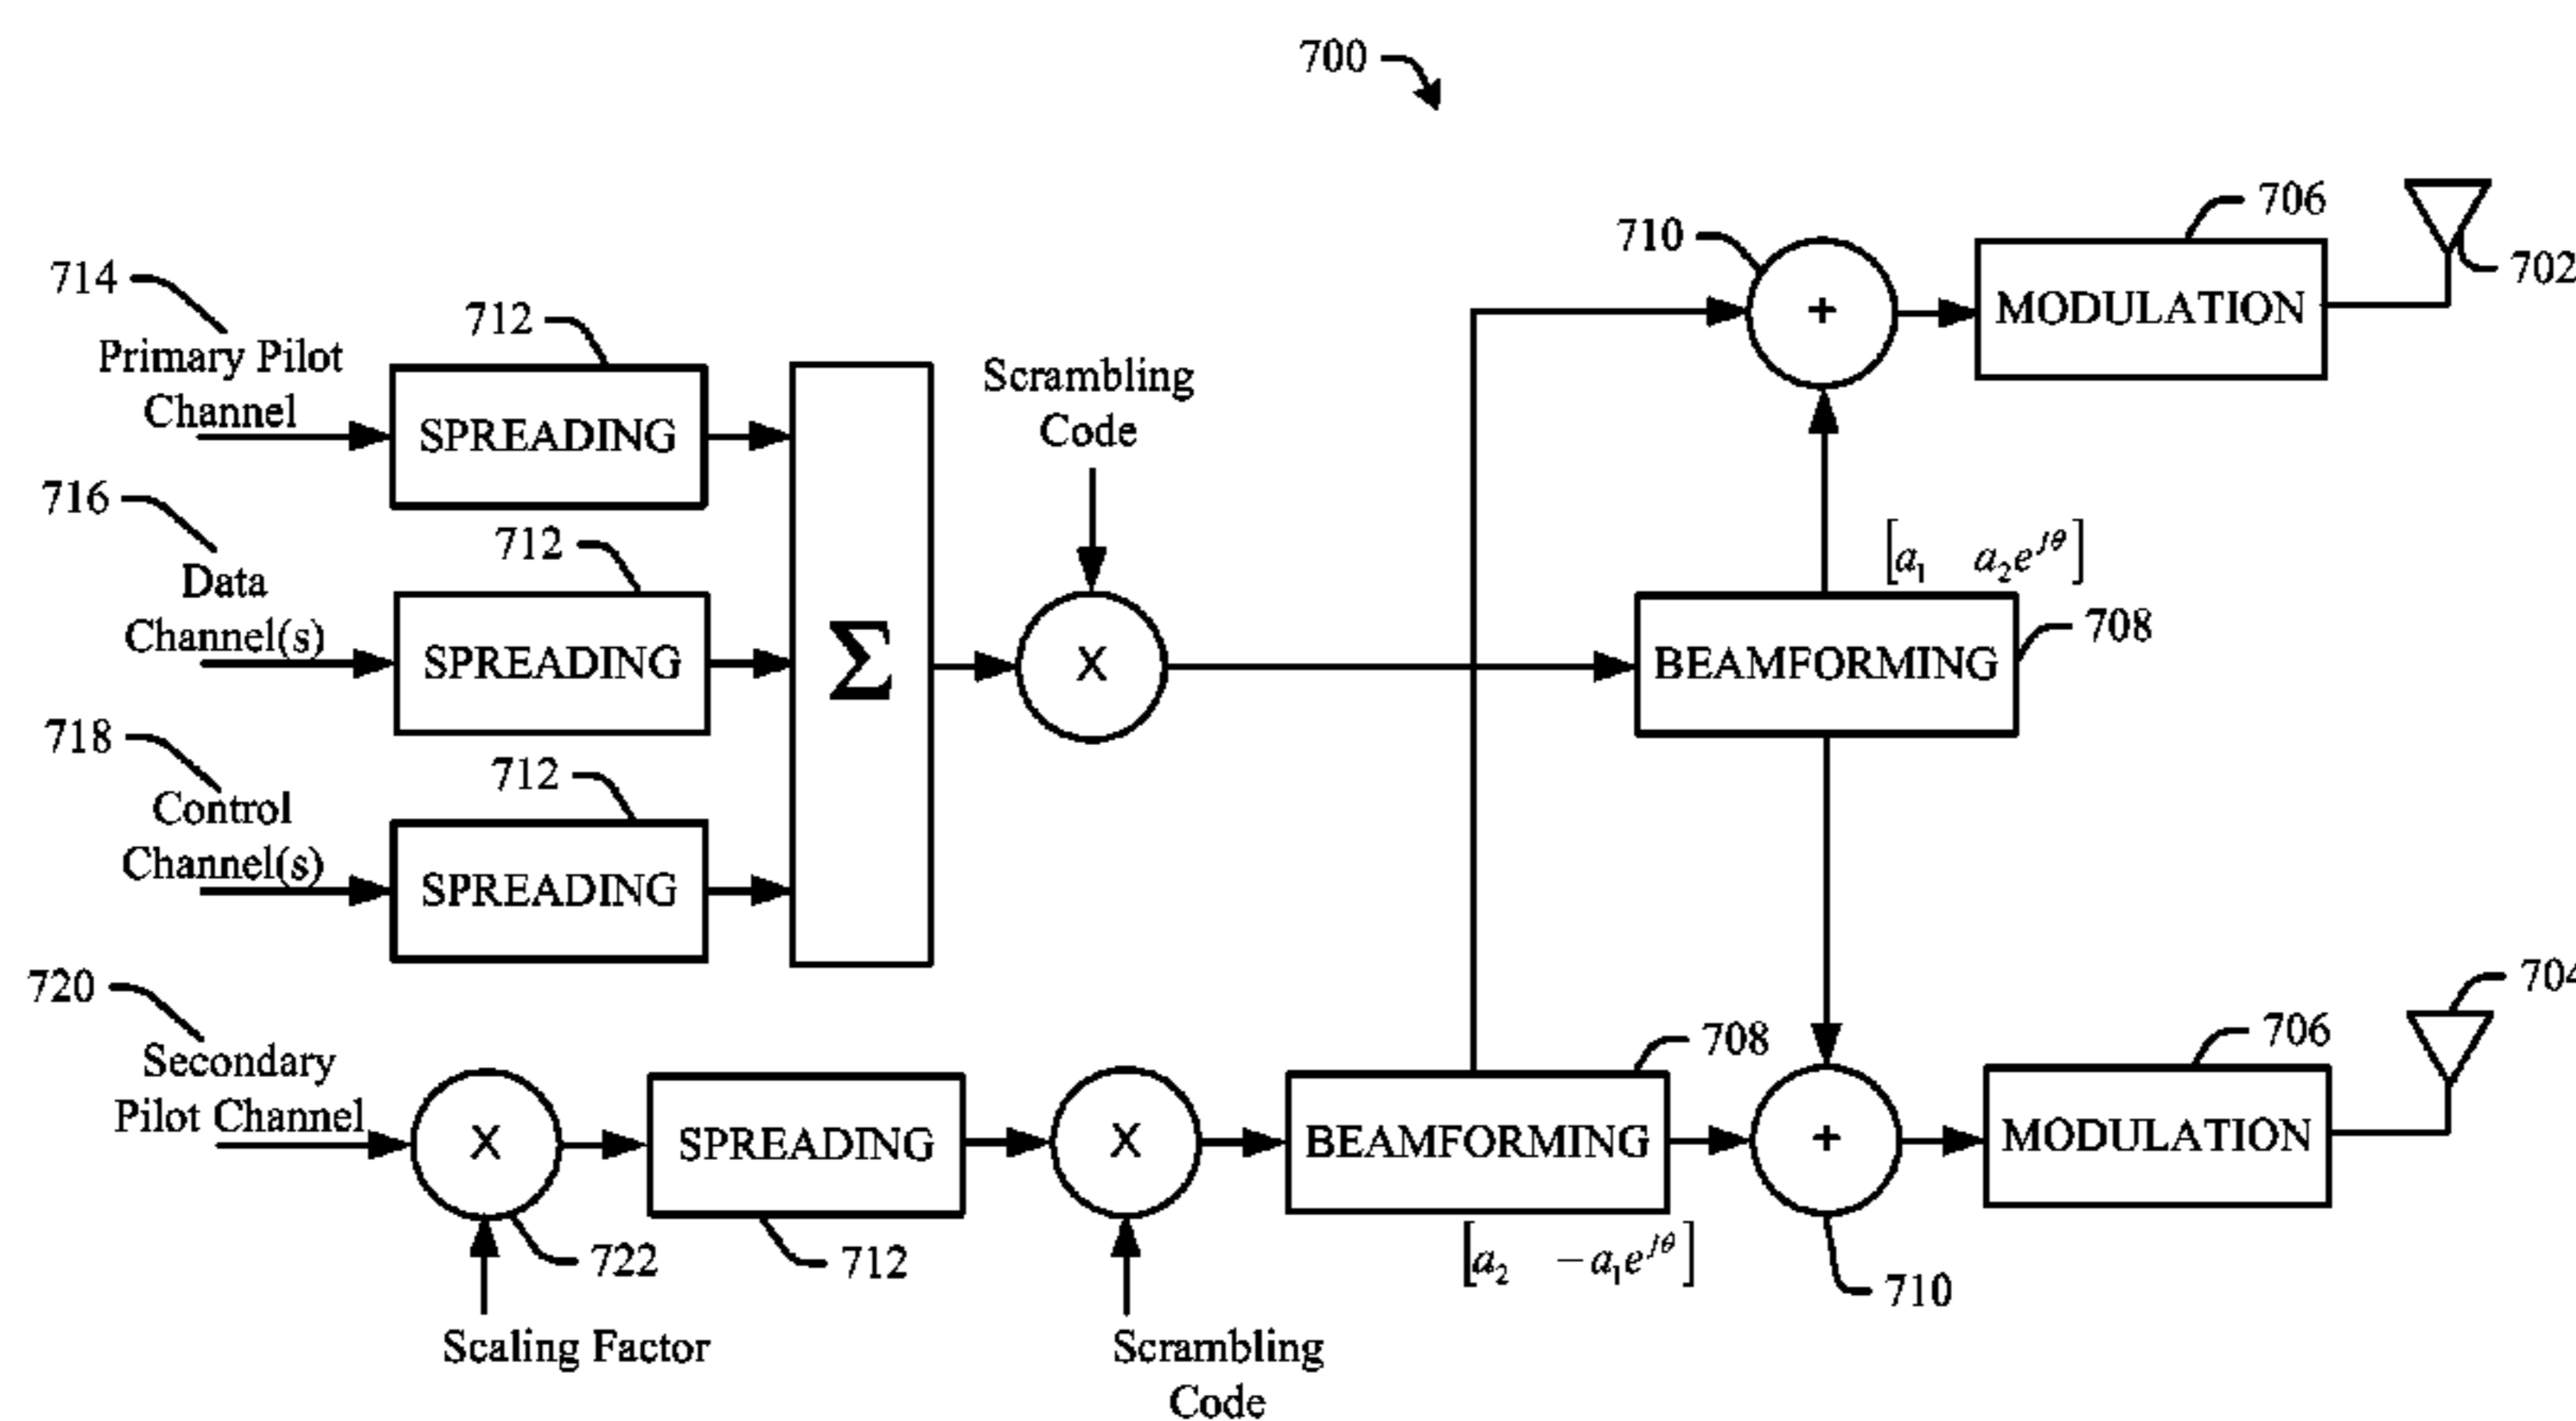 700
706
702
710
+
MODULATION
714
Primary Pilot
Channel
712
SPREADING
Scrambling
Code
716
Data
Channel(s)
712
SPREADING
Σ
X
[a₁ a₂e^{jθ}]
BEAMFORMING
708
718
Control
Channel(s)
712
SPREADING
720
Secondary
Pilot Channel
X
722
Scaling Factor
SPREADING
712
X
Scrambling
Code
BEAMFORMING
708
[a₂ −a₁e^{jθ}]
+
710
MODULATION
706
704